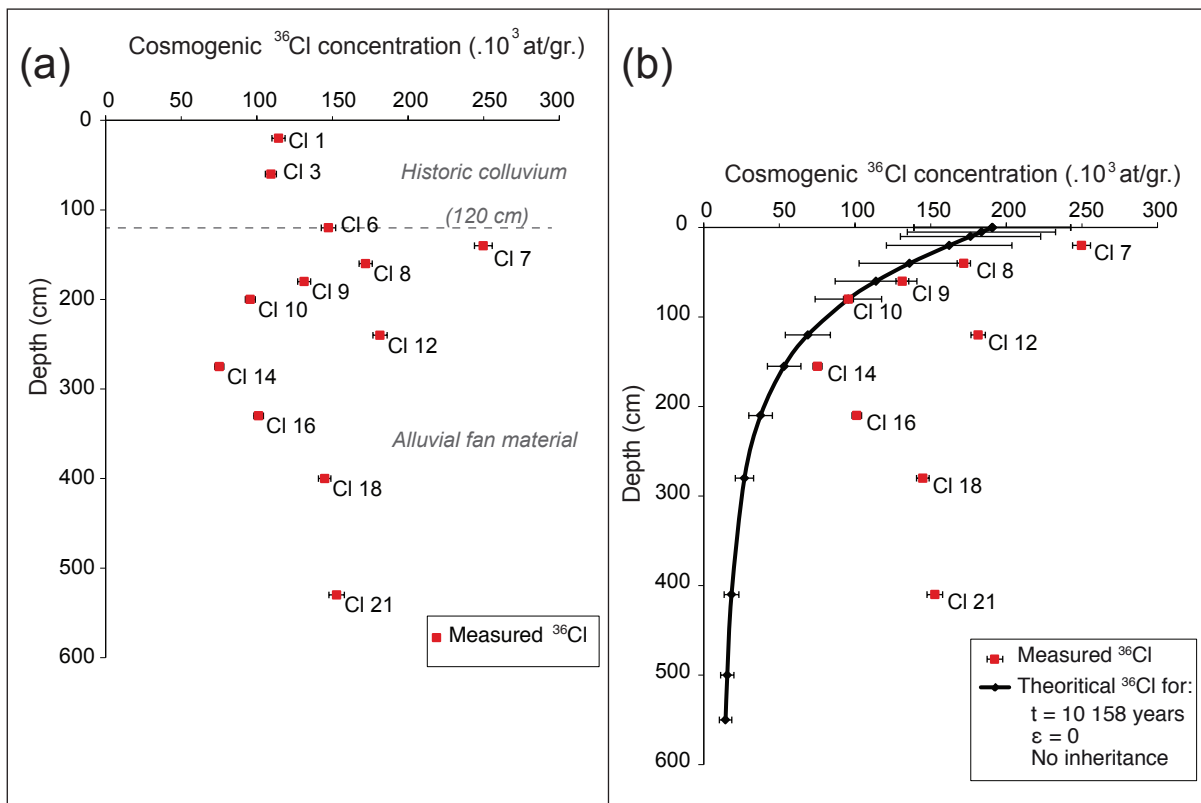 (a)
Cosmogenic ³⁶Cl concentration (.10³ at/gr.)
0 50 100 150 200 250 300
Depth (cm)
0
100
200
300
400
500
600
Cl 1
Cl 3
Historic colluvium
(120 cm)
Cl 6
Cl 7
Cl 8
Cl 9
Cl 10
Cl 12
Cl 14
Cl 16
Alluvial fan material
Cl 18
Cl 21
Measured ³⁶Cl
(b)
Cosmogenic ³⁶Cl concentration (.10³ at/gr.)
0 50 100 150 200 250 300
Depth (cm)
0
100
200
300
400
500
600
Cl 7
Cl 8
Cl 9
Cl 10
Cl 12
Cl 14
Cl 16
Cl 18
Cl 21
Measured ³⁶Cl
Theoritical ³⁶Cl for:
t = 10 158 years
ε = 0
No inheritance